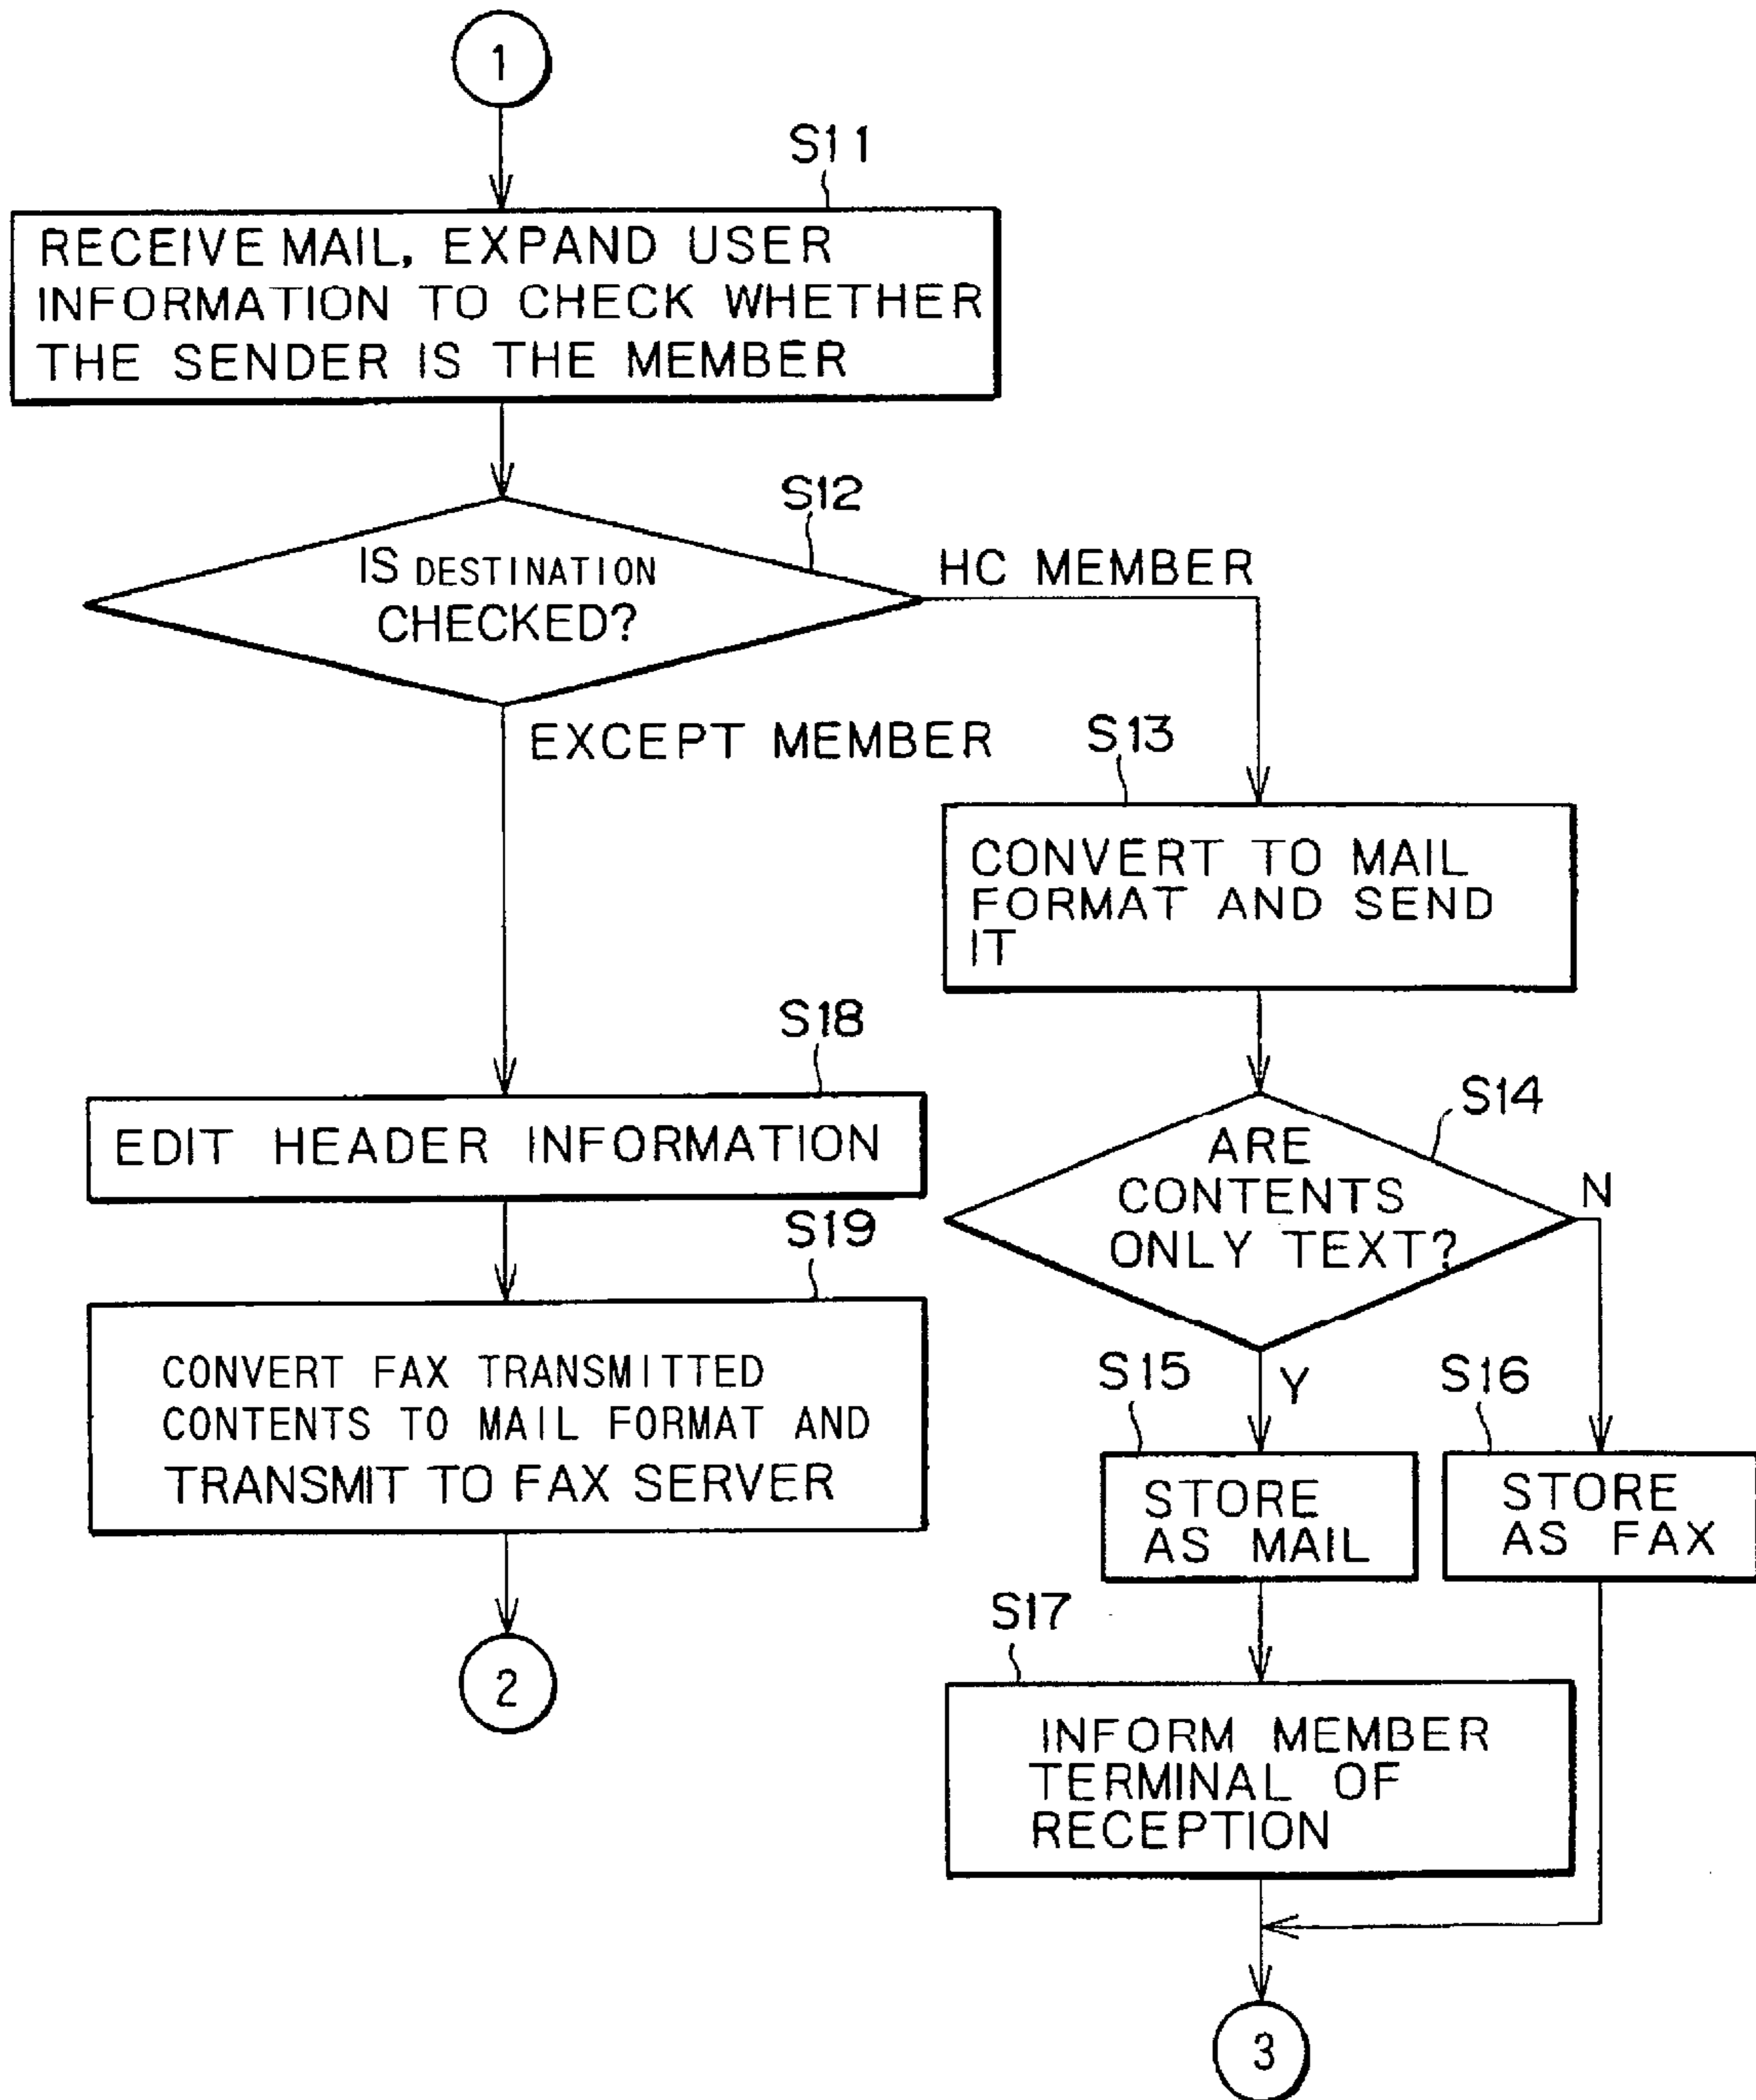 1
S11
RECEIVE MAIL, EXPAND USER
INFORMATION TO CHECK WHETHER
THE SENDER IS THE MEMBER
S12
IS DESTINATION
CHECKED?
HC MEMBER
EXCEPT MEMBER
S13
CONVERT TO MAIL
FORMAT AND SEND
IT
S18
EDIT HEADER INFORMATION
S14
ARE
CONTENTS
ONLY TEXT?
N
Y
S19
CONVERT FAX TRANSMITTED
CONTENTS TO MAIL FORMAT AND
TRANSMIT TO FAX SERVER
2
S15
STORE
AS MAIL
S16
STORE
AS FAX
S17
INFORM MEMBER
TERMINAL OF
RECEPTION
3